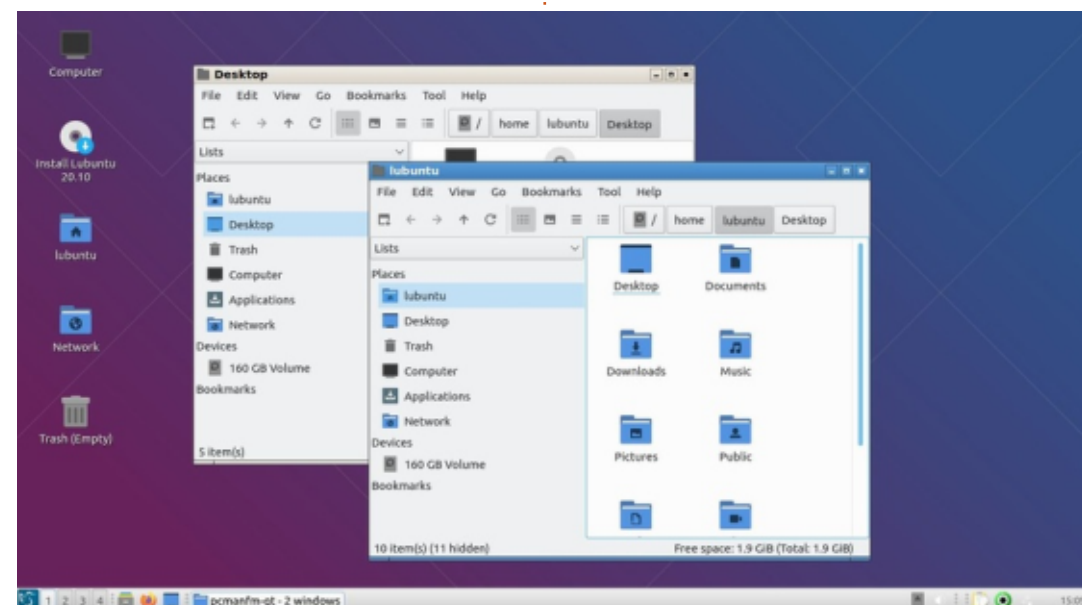 Computer
Install Lubuntu
20.10
lubuntu
Network
Trash (Empty)
Desktop
File Edit View Go Bookmarks Tool Help
/ home lubuntu Desktop
Lists
Places
lubuntu
Desktop
Trash
Computer
Applications
Network
Devices
160 GB Volume
Bookmarks
5 item(s)
lubuntu
File Edit View Go Bookmarks Tool Help
/ home lubuntu Desktop
Lists
Places
lubuntu
Desktop
Trash
Computer
Applications
Network
Devices
160 GB Volume
Bookmarks
Desktop Documents
Downloads Music
Pictures Public
10 item(s) (11 hidden) Free space: 1.9 GiB (Total: 1.9 GiB)
1 2 3 4 pcmanfm-qt - 2 windows